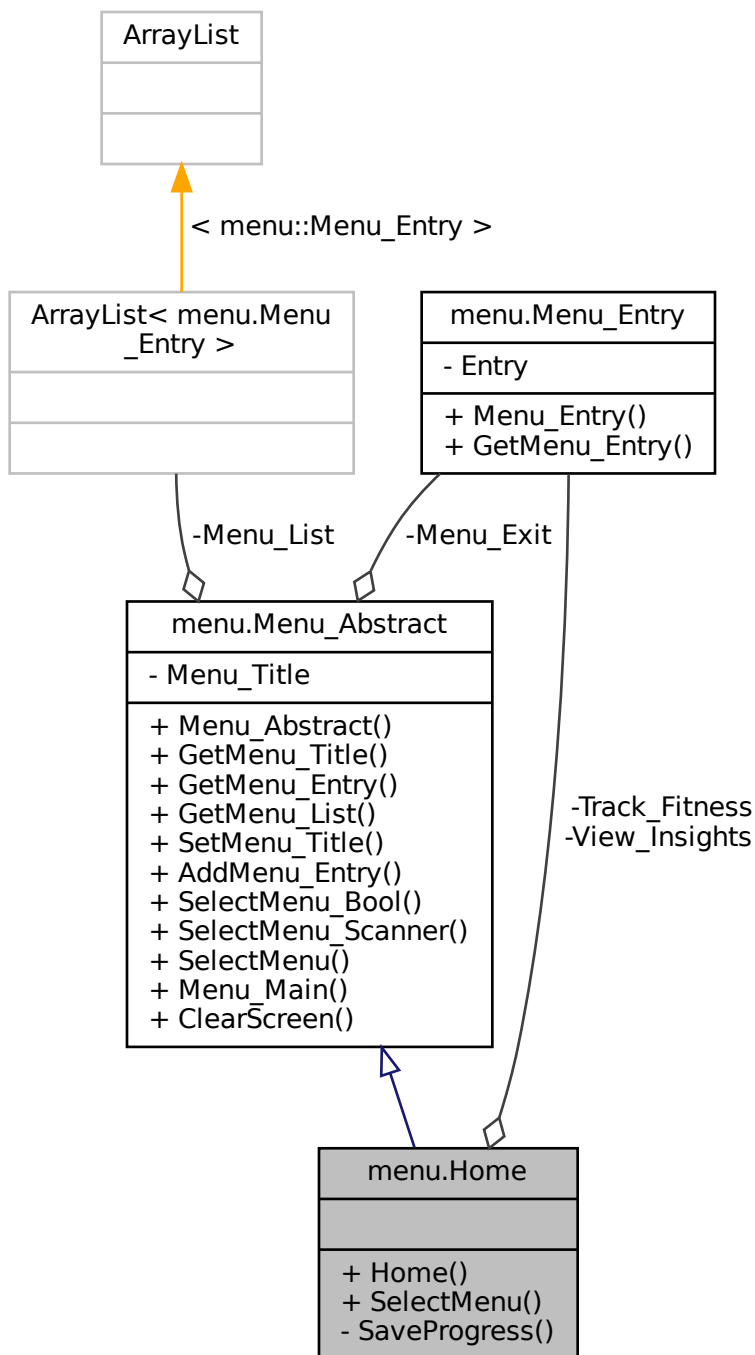 ArrayList
< menu::Menu_Entry >
ArrayList< menu.Menu
_Entry >
menu.Menu_Entry
- Entry
+ Menu_Entry()
+ GetMenu_Entry()
-Menu_List
-Menu_Exit
menu.Menu_Abstract
- Menu_Title
+ Menu_Abstract()
+ GetMenu_Title()
+ GetMenu_Entry()
+ GetMenu_List()
+ SetMenu_Title()
+ AddMenu_Entry()
+ SelectMenu_Bool()
+ SelectMenu_Scanner()
+ SelectMenu()
+ Menu_Main()
+ ClearScreen()
-Track_Fitness
-View_Insights
menu.Home
+ Home()
+ SelectMenu()
- SaveProgress()